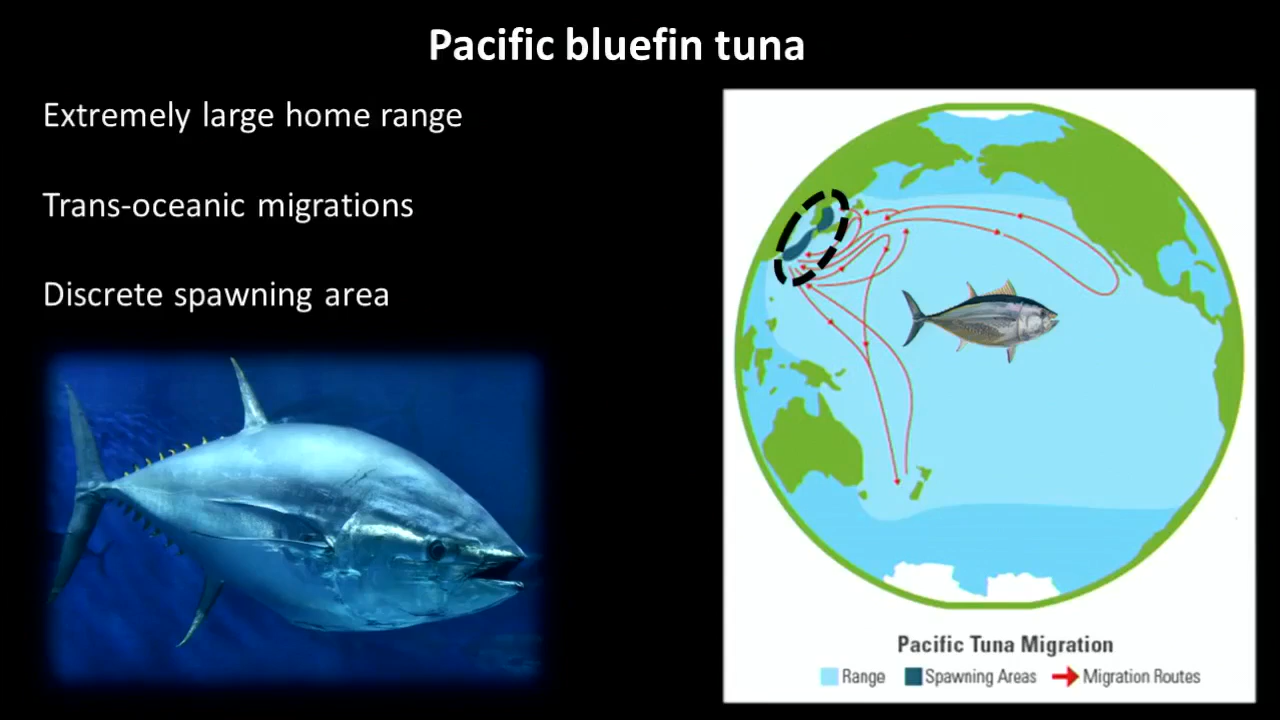 Pacific bluefin tuna
Extremely large home range
Trans-oceanic migrations
Discrete spawning area
Pacific Tuna Migration
Range Spawning Areas Migration Routes